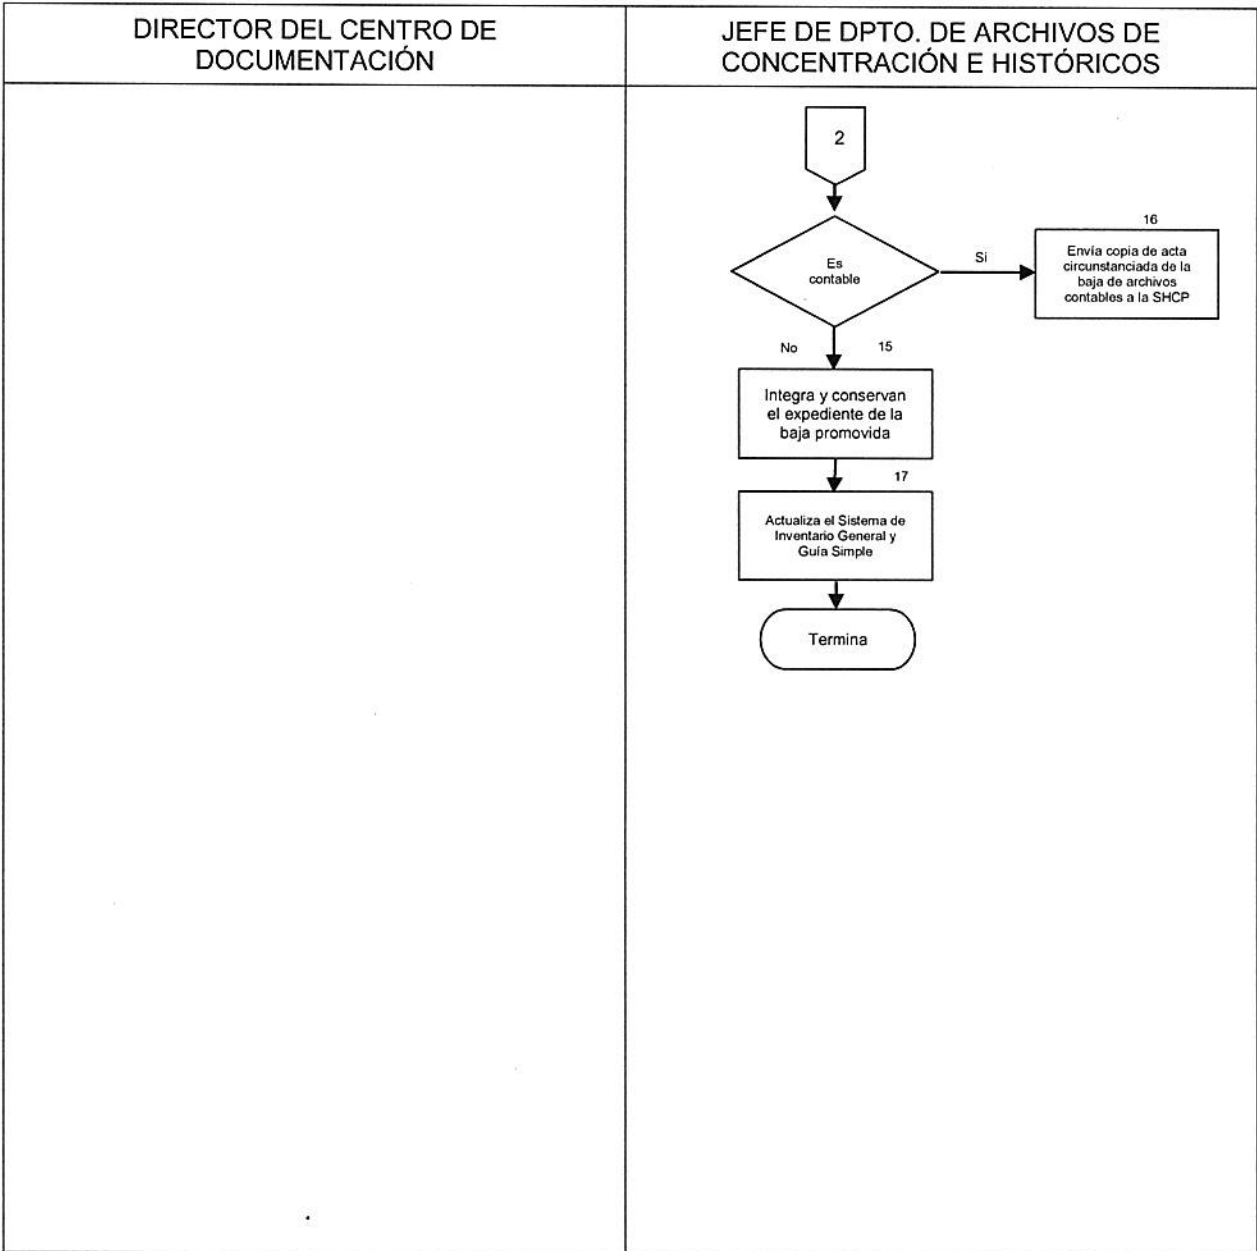 DIRECTOR DEL CENTRO DE
DOCUMENTACIÓN
JEFE DE DPTO. DE ARCHIVOS DE
CONCENTRACIÓN E HISTÓRICOS
2
Es
contable
Si
16
Envía copia de acta
circunstanciada de la
baja de archivos
contables a la SHCP
No
15
Integra y conservan
el expediente de la
baja promovida
17
Actualiza el Sistema de
Inventario General y
Guía Simple
Termina